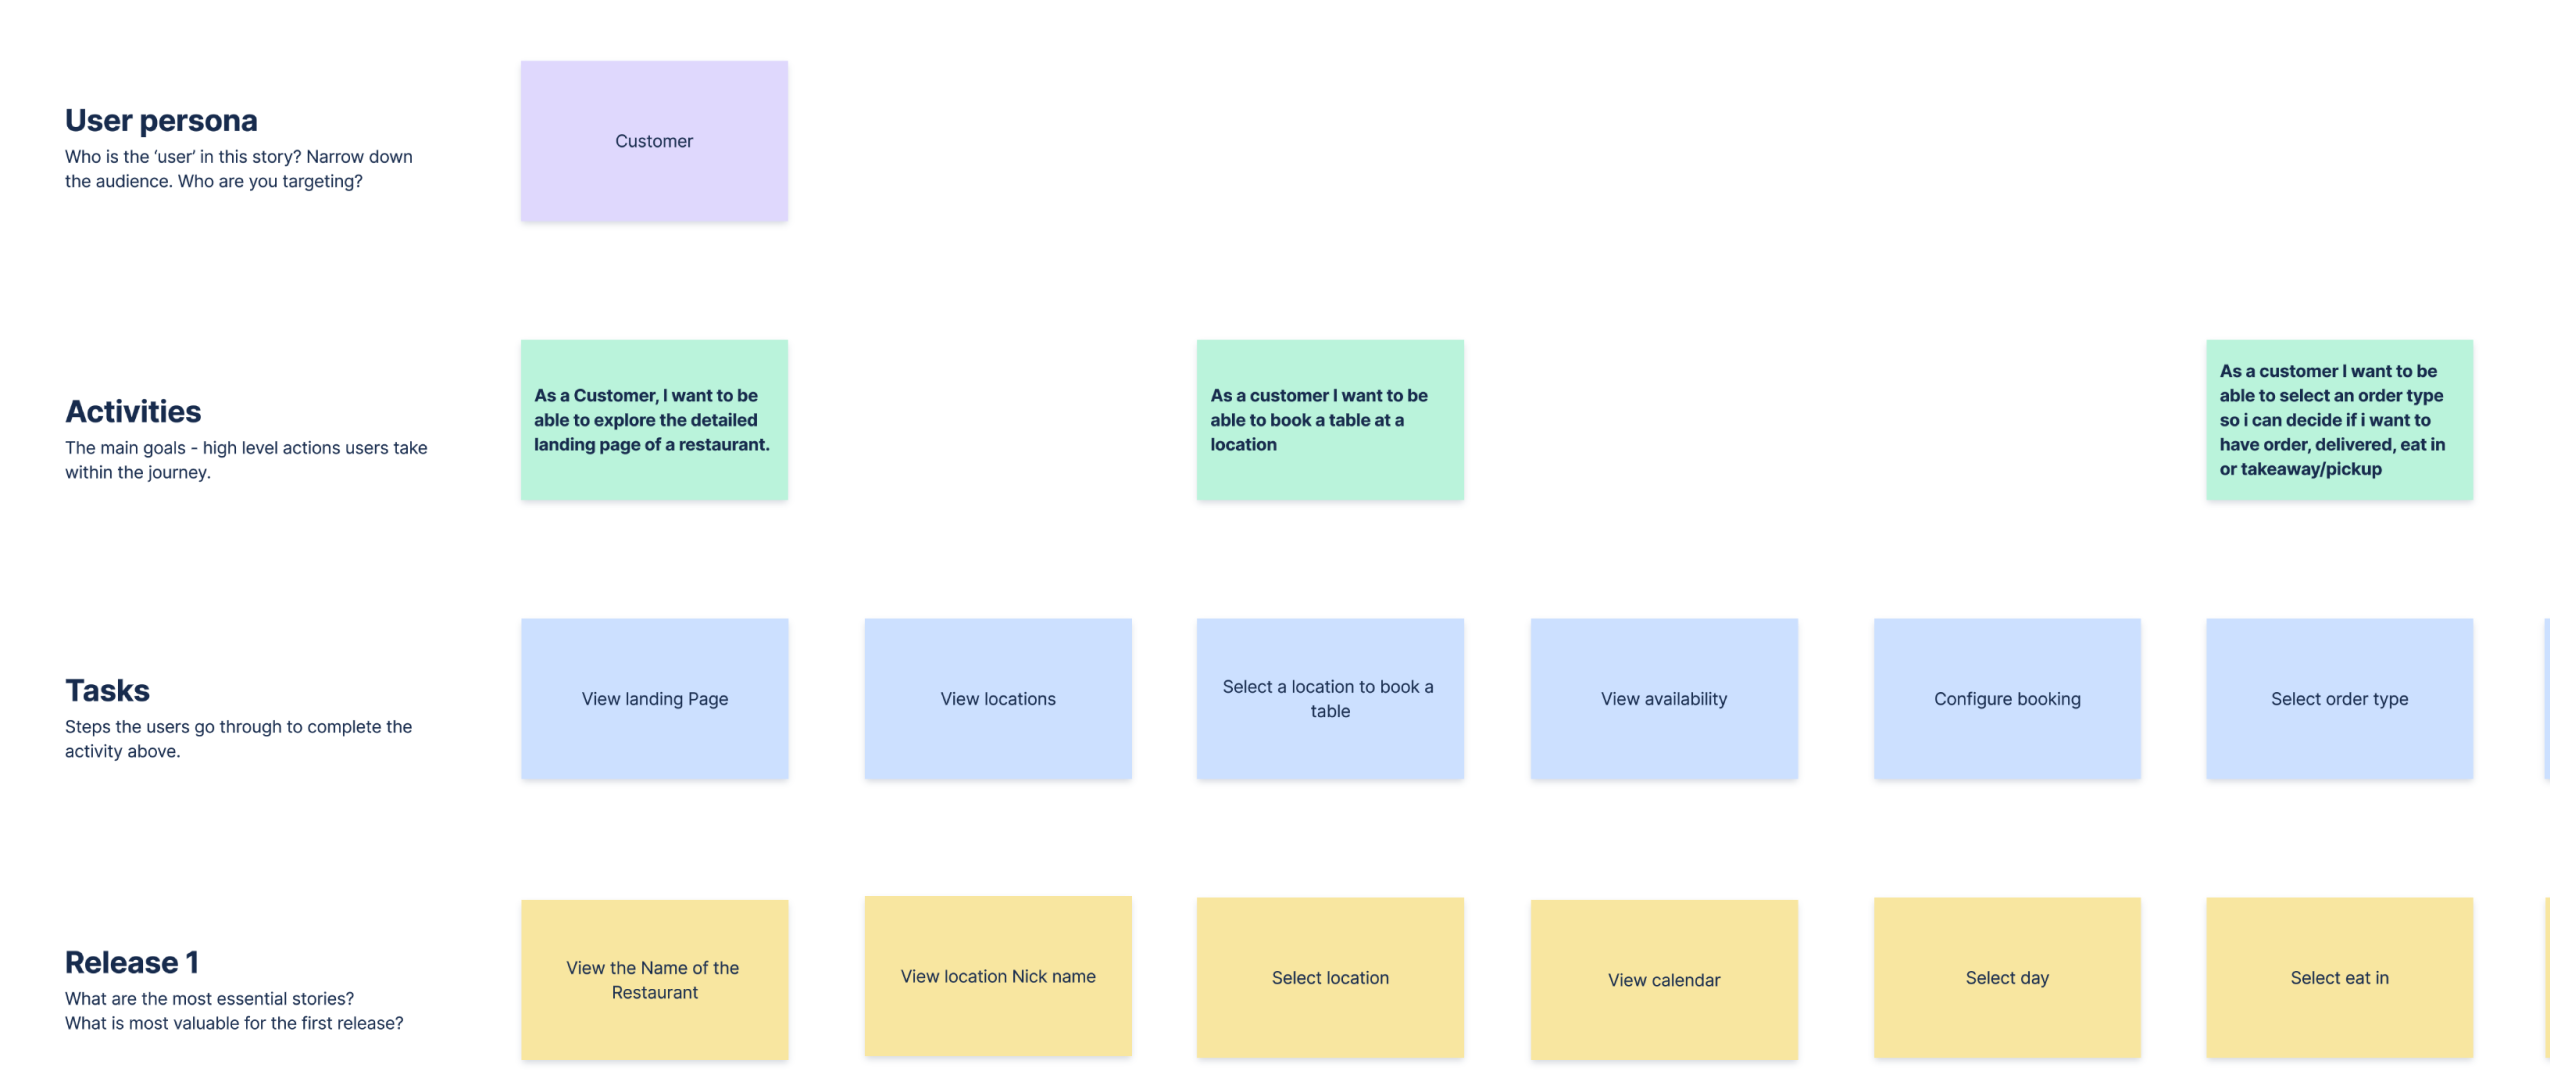 User persona
Who is the ‘user’ in this story? Narrow down
the audience. Who are you targeting?
Customer
Activities
The main goals - high level actions users take
within the journey.
As a Customer, I want to be
able to explore the detailed
landing page of a restaurant.
As a customer I want to be
able to book a table at a
location
As a customer I want to be
able to select an order type
so i can decide if i want to
have order, delivered, eat in
or takeaway/pickup
Tasks
Steps the users go through to complete the
activity above.
View landing Page
View locations
Select a location to book a
table
View availability
Configure booking
Select order type
Release 1
What are the most essential stories?
What is most valuable for the first release?
View the Name of the
Restaurant
View location Nick name
Select location
View calendar
Select day
Select eat in